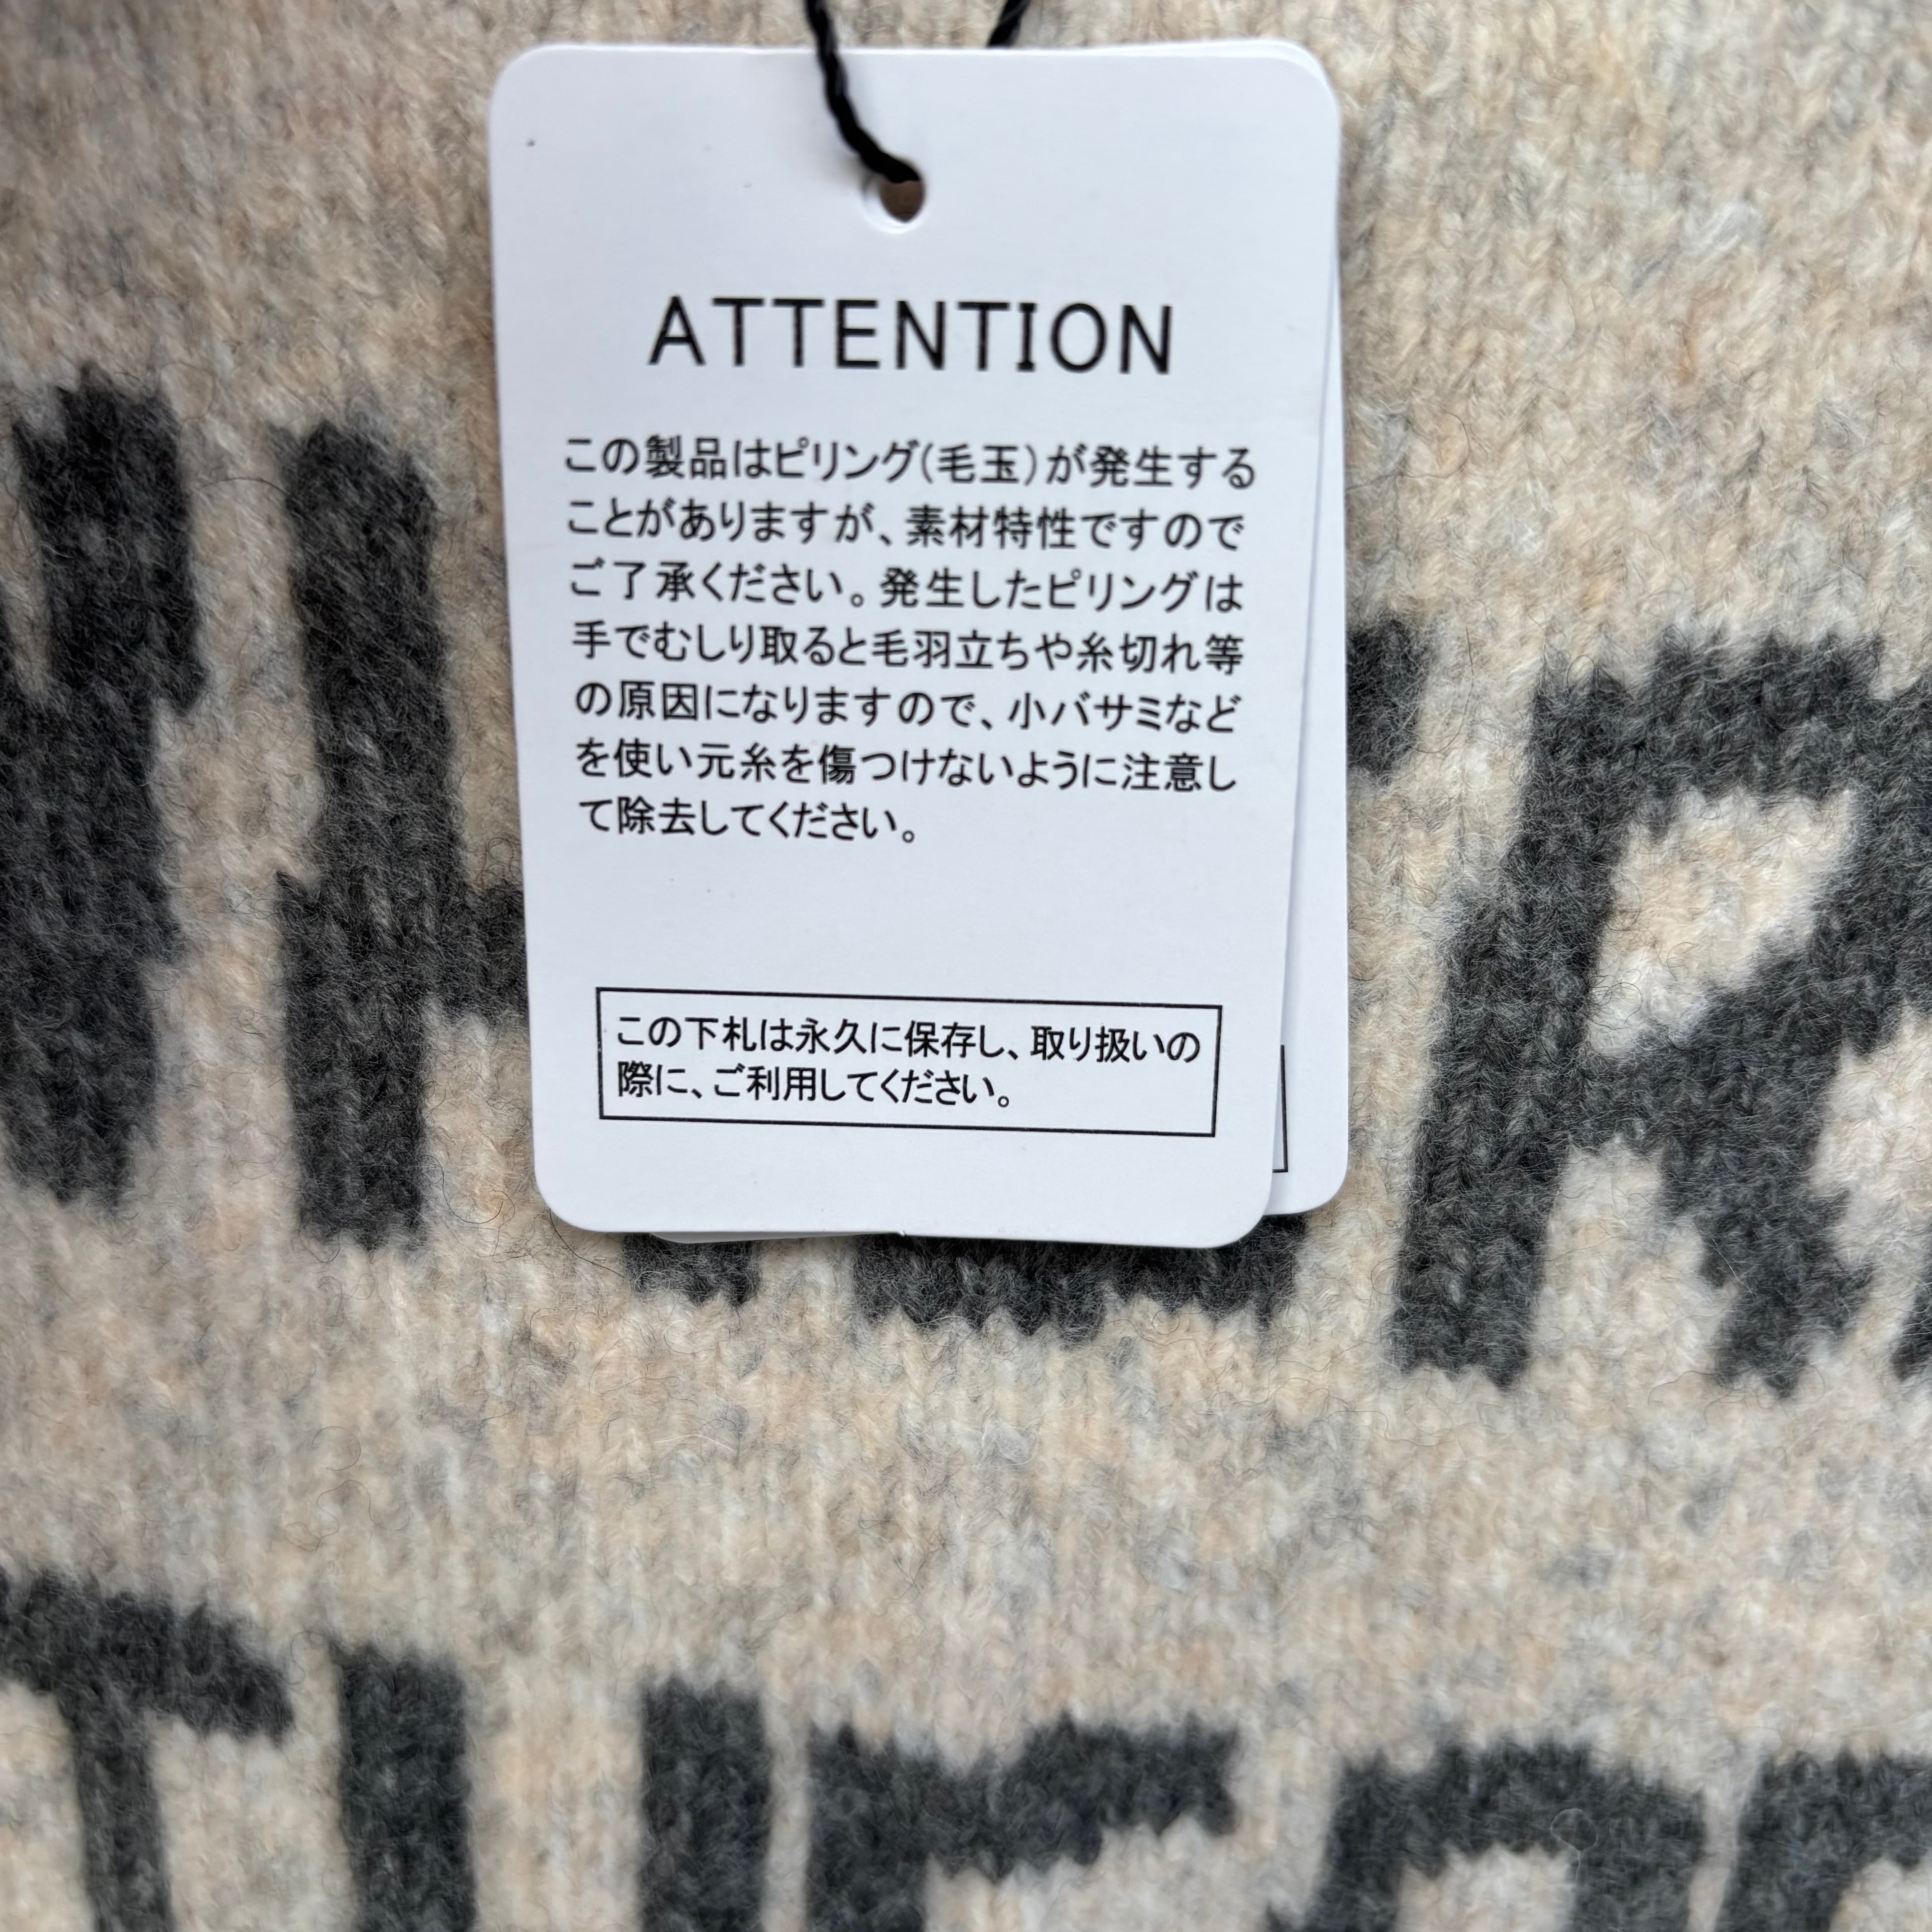 ATTENTION
この製品はピリング(毛玉)が発生する
ことがありますが、素材特性ですので
ご了承ください。発生したピリングは
手でむしり取ると毛羽立ちや糸切れ等
の原因になりますので、小バサミなど
を使い元糸を傷つけないように注意し
て除去してください。
この下札は永久に保存し、取り扱いの
際に、ご利用してください。